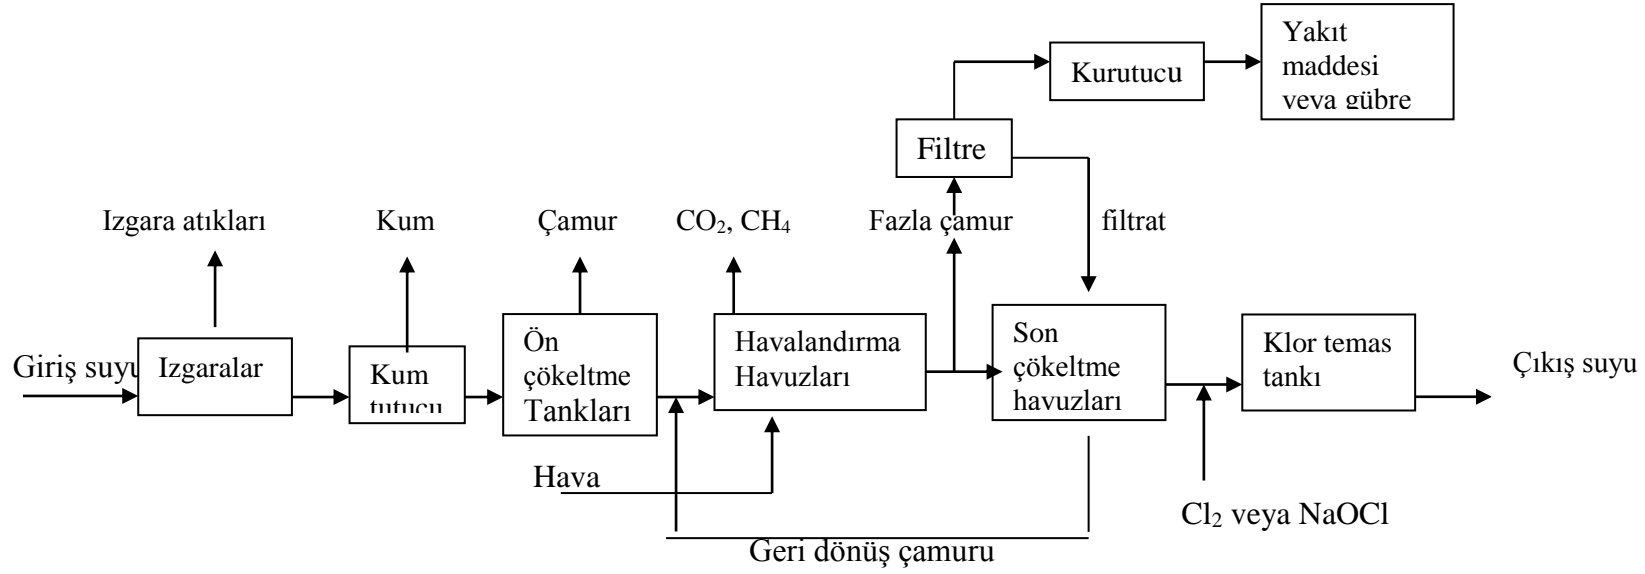 Yakıt
maddesi
veya gübre
Kurutucu
Filtre
Izgara atıkları
Kum
Çamur
CO₂, CH₄
Fazla çamur
filtrat
Giriş suyu
Izgaralar
Kum
tutucu
Ön
çökeltme
Tankları
Havalandırma
Havuzları
Son
çökeltme
havuzları
Klor temas
tankı
Çıkış suyu
Hava
Cl₂ veya NaOCl
Geri dönüş çamuru